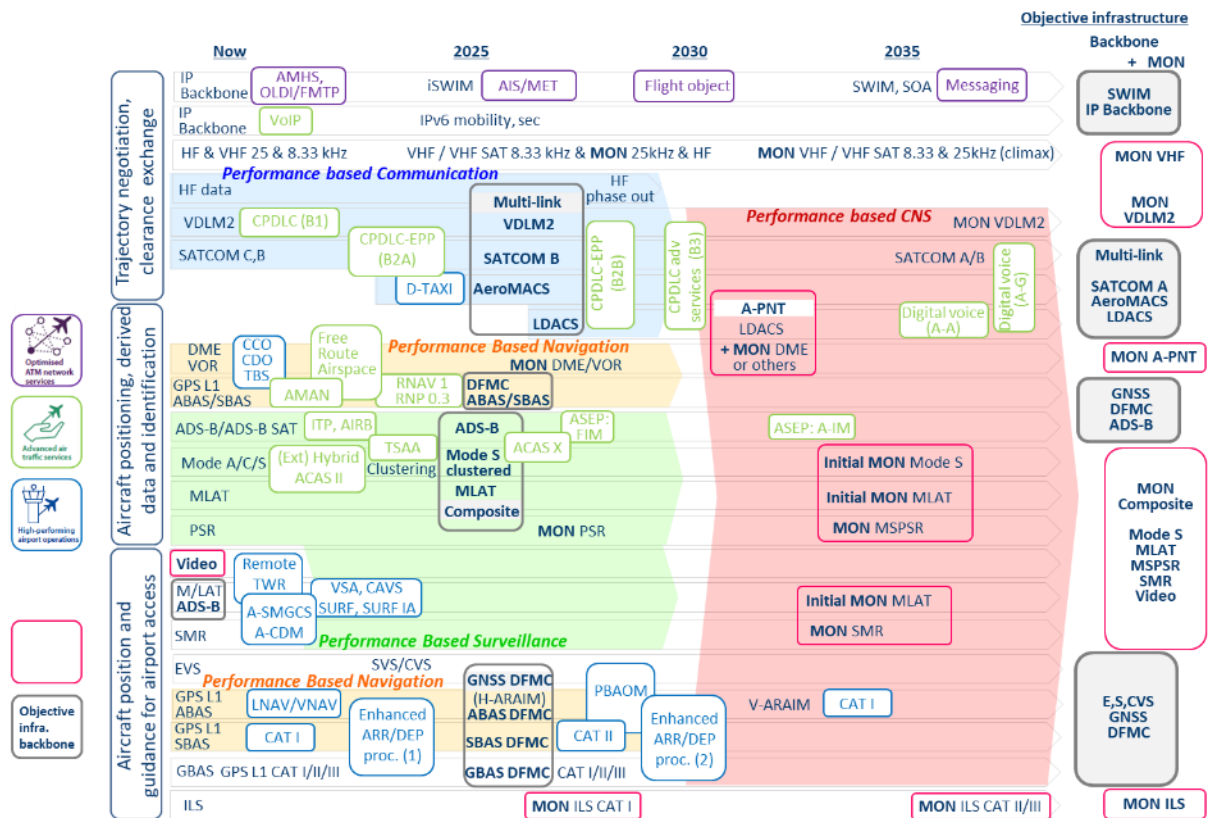 Objective infrastructure
Now
2025
2030
2035
Backbone
+ MON
Trajectory negotiation,
clearance exchange
IP
Backbone
AMHS,
OLDI/FMTP
iSWIM
AIS/MET
Flight object
SWIM, SOA
Messaging
SWIM
IP Backbone
IP
Backbone
VoIP
IPv6 mobility, sec
HF & VHF 25 & 8.33 kHz
VHF / VHF SAT 8.33 kHz & MON 25kHz & HF
MON VHF / VHF SAT 8.33 & 25kHz (climax)
MON VHF
MON
VDLM2
Performance based Communication
HF data
HF
phase out
Multi-link
VDLM2
SATCOM B
AeroMACS
LDACS
Performance based CNS
VDLM2
CPDLC (B1)
MON VDLM2
CPDLC-EPP
(B2A)
CPDLC-EPP
(B2B)
CPDLC adv
services (B3)
SATCOM C,B
SATCOM A/B
Digital voice
(A-G)
Multi-link
SATCOM A
AeroMACS
LDACS
D-TAXI
A-PNT
LDACS
+ MON DME
or others
Digital voice
(A-A)
Aircraft positioning, derived
data and identification
DME
VOR
CCO
CDO
TBS
Free
Route
Airspace
Performance Based Navigation
MON DME/VOR
MON A-PNT
GPS L1
ABAS/SBAS
AMAN
RNAV 1
RNP 0.3
DFMC
ABAS/SBAS
GNSS
DFMC
ADS-B
ADS-B/ADS-B SAT
ITP, AIRB
ADS-B
Mode S
clustered
MLAT
Composite
ASEP:
FIM
ASEP: A-IM
TSAA
ACAS X
Mode A/C/S
(Ext) Hybrid
ACAS II
Clustering
Initial MON Mode S
Initial MON MLAT
MON MSPSR
MLAT
PSR
MON PSR
MON
Composite
Mode S
MLAT
MSPSR
SMR
Video
Aircraft position and
guidance for airport access
Video
Remote
TWR
M/LAT
ADS-B
VSA, CAVS
SURF, SURF IA
A-SMGCS
A-CDM
Initial MON MLAT
MON SMR
SMR
Performance Based Surveillance
EVS
SVS/CVS
Performance Based Navigation
GNSS DFMC
(H-ARAIM)
ABAS DFMC
SBAS DFMC
GBAS DFMC
PBAOM
GPS L1
ABAS
LNAV/VNAV
V-ARAIM
CAT I
Enhanced
ARR/DEP
proc. (1)
Enhanced
ARR/DEP
proc. (2)
GPS L1
SBAS
CAT I
CAT II
E,S,CVS
GNSS
DFMC
GBAS GPS L1 CAT I/II/III
CAT I/II/III
ILS
MON ILS CAT I
MON ILS CAT II/III
MON ILS
Optimised
ATM network
services
Advanced air
traffic services
High-performing
airport operations
Objective
infra.
backbone